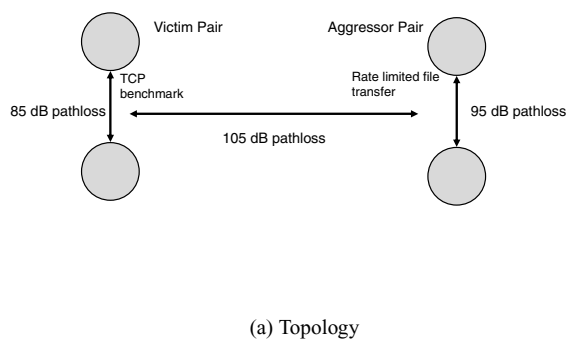 Victim Pair
Aggressor Pair
TCP
benchmark
Rate limited file
transfer
85 dB pathloss
95 dB pathloss
105 dB pathloss
(a) Topology